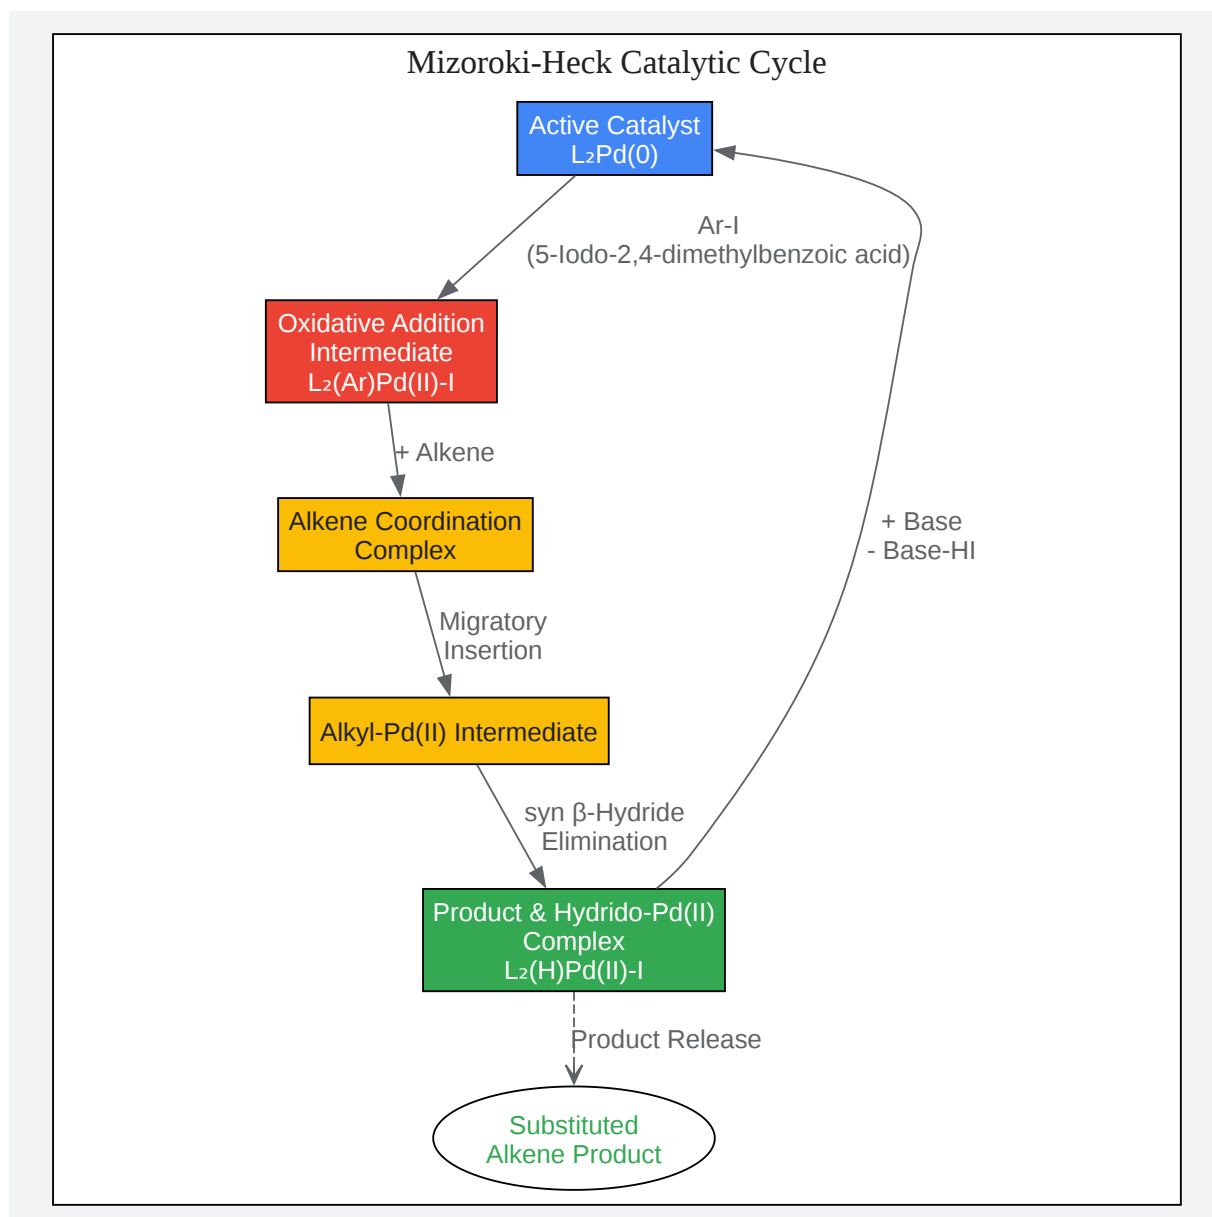 Mizoroki-Heck Catalytic Cycle
Active Catalyst
L₂Pd(0)
Ar-I
(5-Iodo-2,4-dimethylbenzoic acid)
Oxidative Addition
Intermediate
L₂(Ar)Pd(II)-I
+ Alkene
Alkene Coordination
Complex
+ Base
- Base-HI
Migratory
Insertion
Alkyl-Pd(II) Intermediate
syn β-Hydride
Elimination
Product & Hydrido-Pd(II)
Complex
L₂(H)Pd(II)-I
Product Release
Substituted
Alkene Product